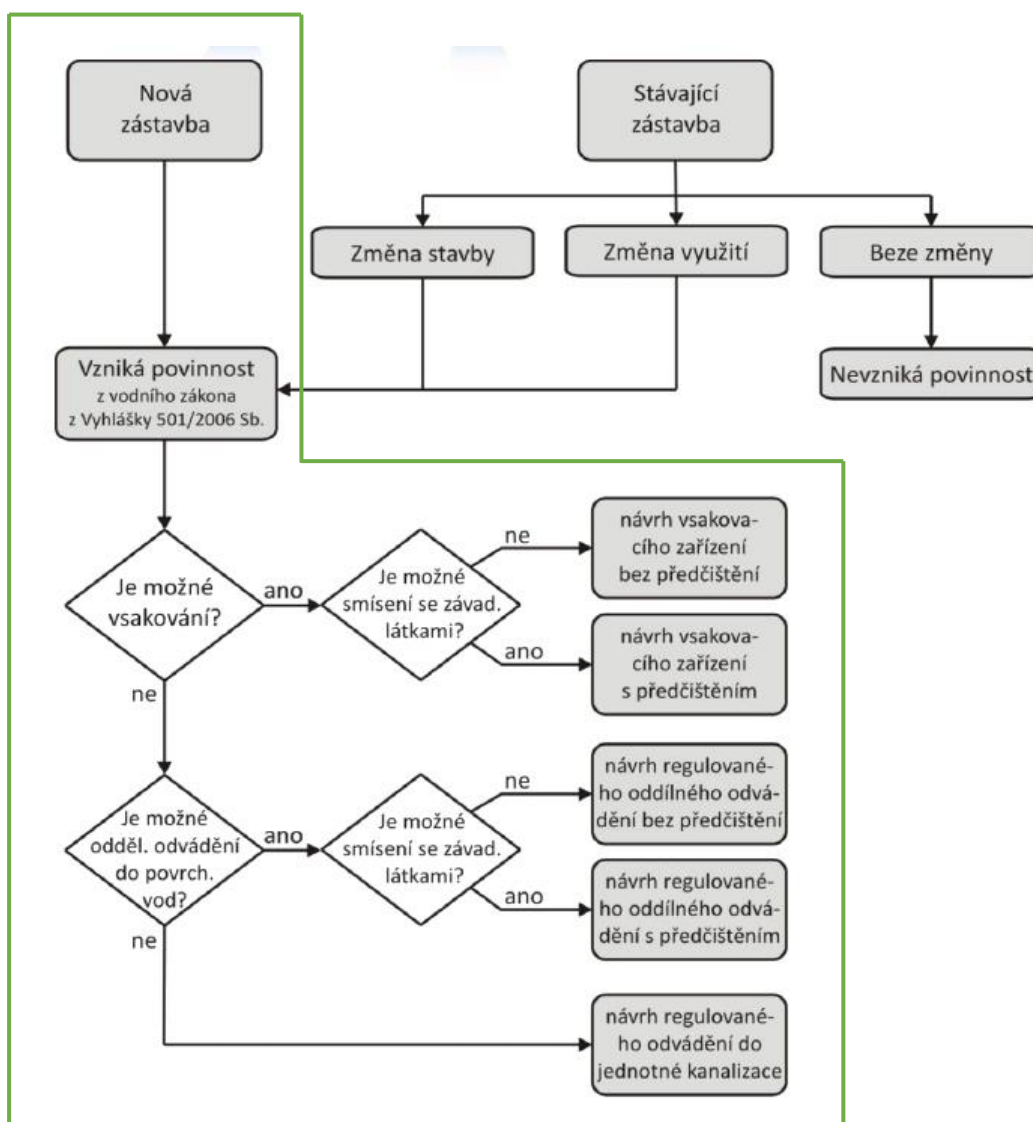 Nová
zástavba
Stávající
zástavba
Změna stavby
Změna využití
Beze změny
Vzniká povinnost
z vodního zákona
z Vyhlášky 501/2006 Sb.
Nevzniká povinnost
Je možné
vsakování?
ano
ne
Je možné
smísení se závad.
látkami?
ne
ano
návrh vsakova-
cího zařízení
bez předčištění
návrh vsakova-
cího zařízení
s předčištěním
Je možné
odděl. odvádění
do povrch.
vod?
ano
ne
Je možné
smísení se závad.
látkami?
ne
ano
návrh regulované-
ho oddílného odvá-
dění bez předčištění
návrh regulované-
ho oddílného odvá-
dění s předčištěním
návrh regulované-
ho odvádění do
jednotné kanalizace